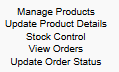 Manage Products
Update Product Details
Stock Control
View Orders
Update Order Status